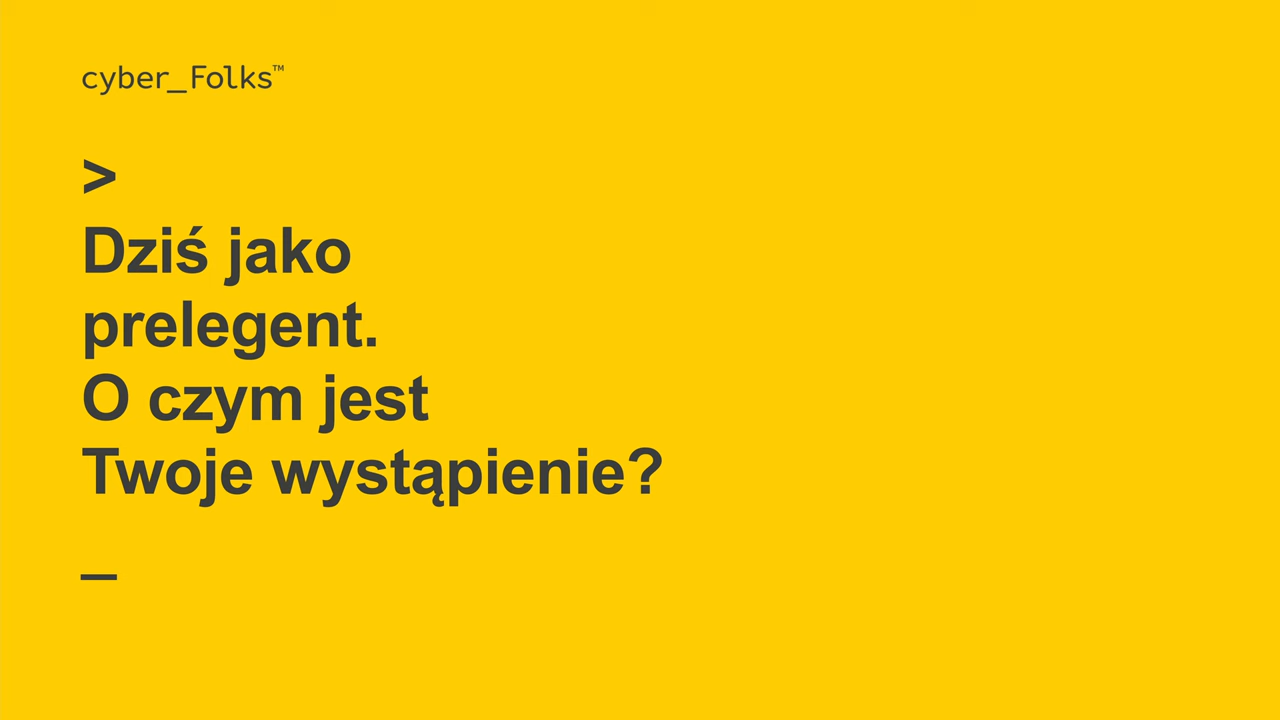 cyber_Folks™
>
Dziś jako
prelegent.
O czym jest
Twoje wystąpienie?
_